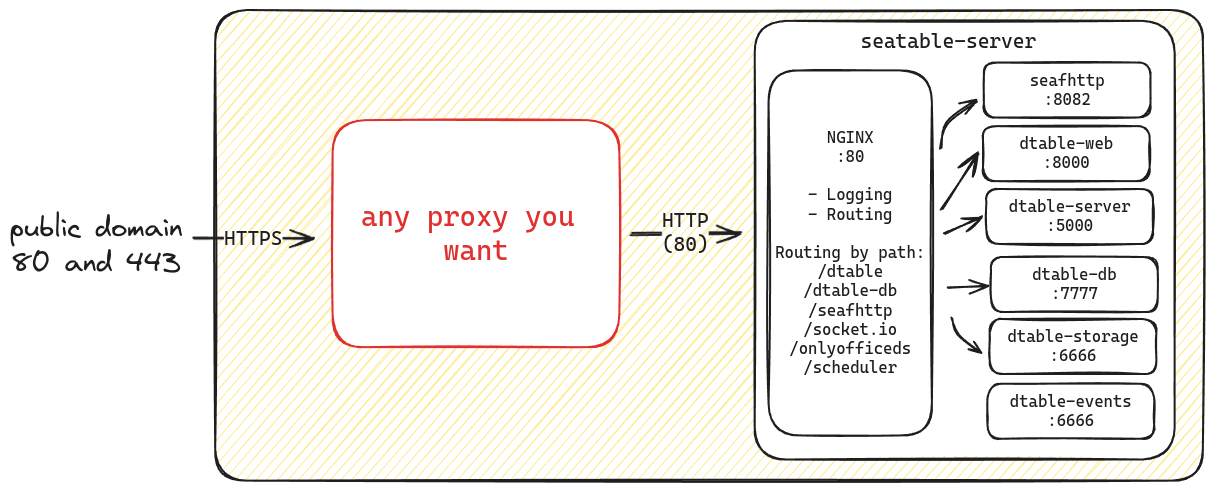 public domain
80 and 443
HTTPS
any proxy you
want
HTTP
(80)
seatable-server
NGINX
:80
- Logging
- Routing
Routing by path:
/dtable
/dtable-db
/seafhttp
/socket.io
/onlyofficeds
/scheduler
seafhttp
:8082
dtable-web
:8000
dtable-server
:5000
dtable-db
:7777
dtable-storage
:6666
dtable-events
:6666